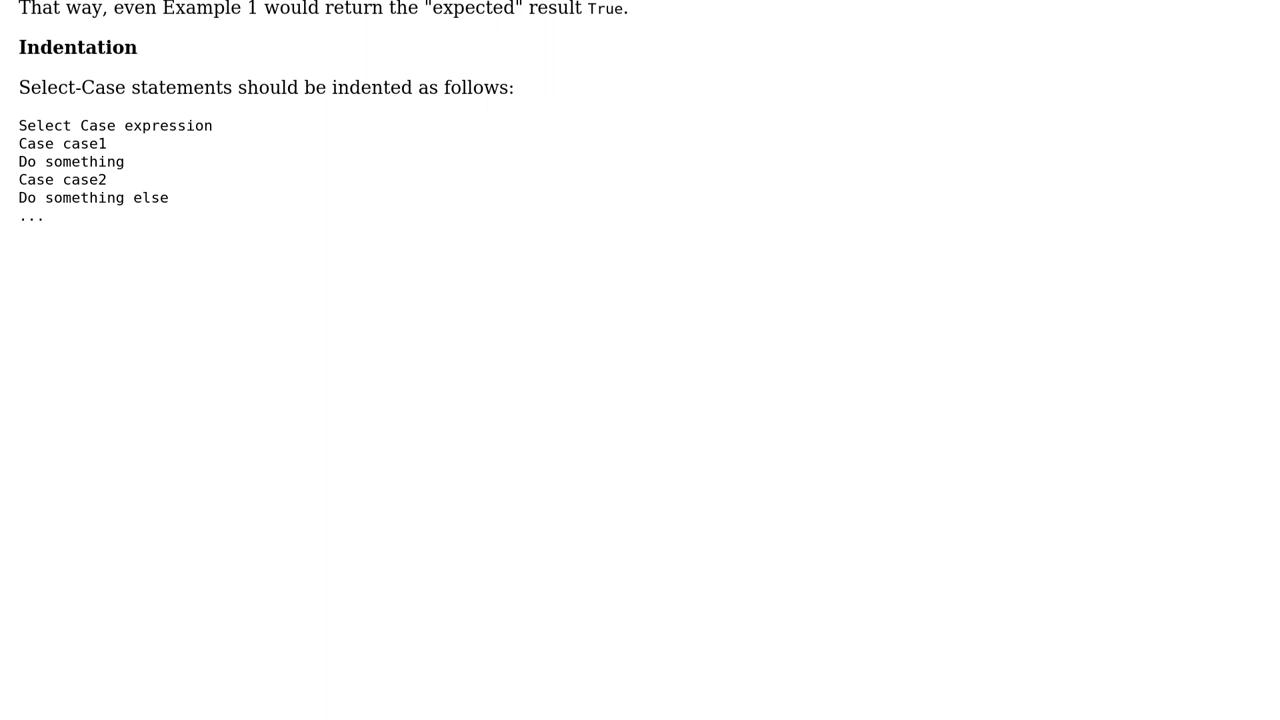 That way, even Example 1 would return the "expected" result True.
Indentation
Select-Case statements should be indented as follows:
Select Case expression
Case case1
Do something
Case case2
Do something else
...